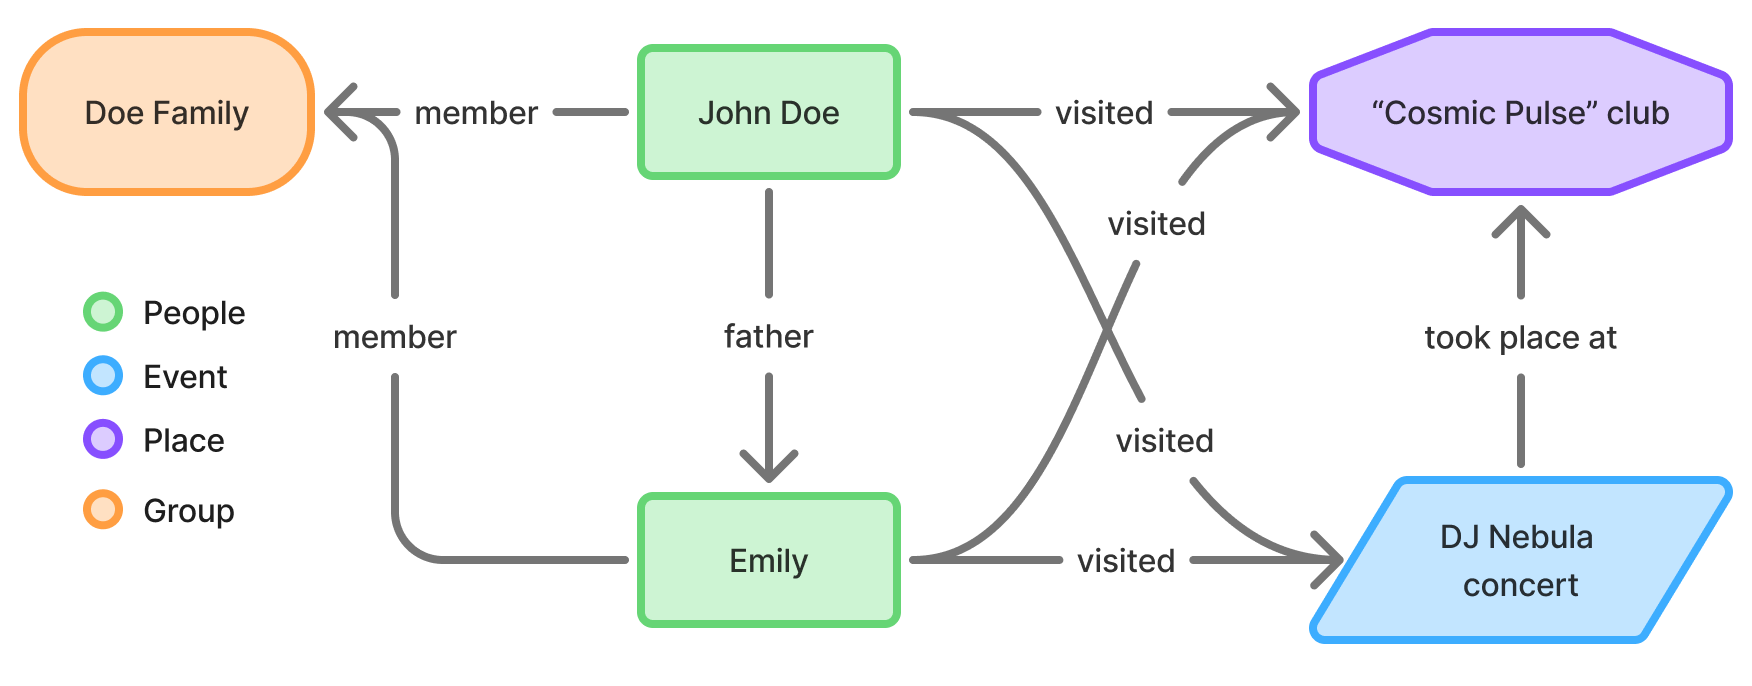 Doe Family
member
John Doe
visited
“Cosmic Pulse” club
visited
People
Event
Place
Group
member
father
took place at
visited
Emily
visited
DJ Nebula
concert